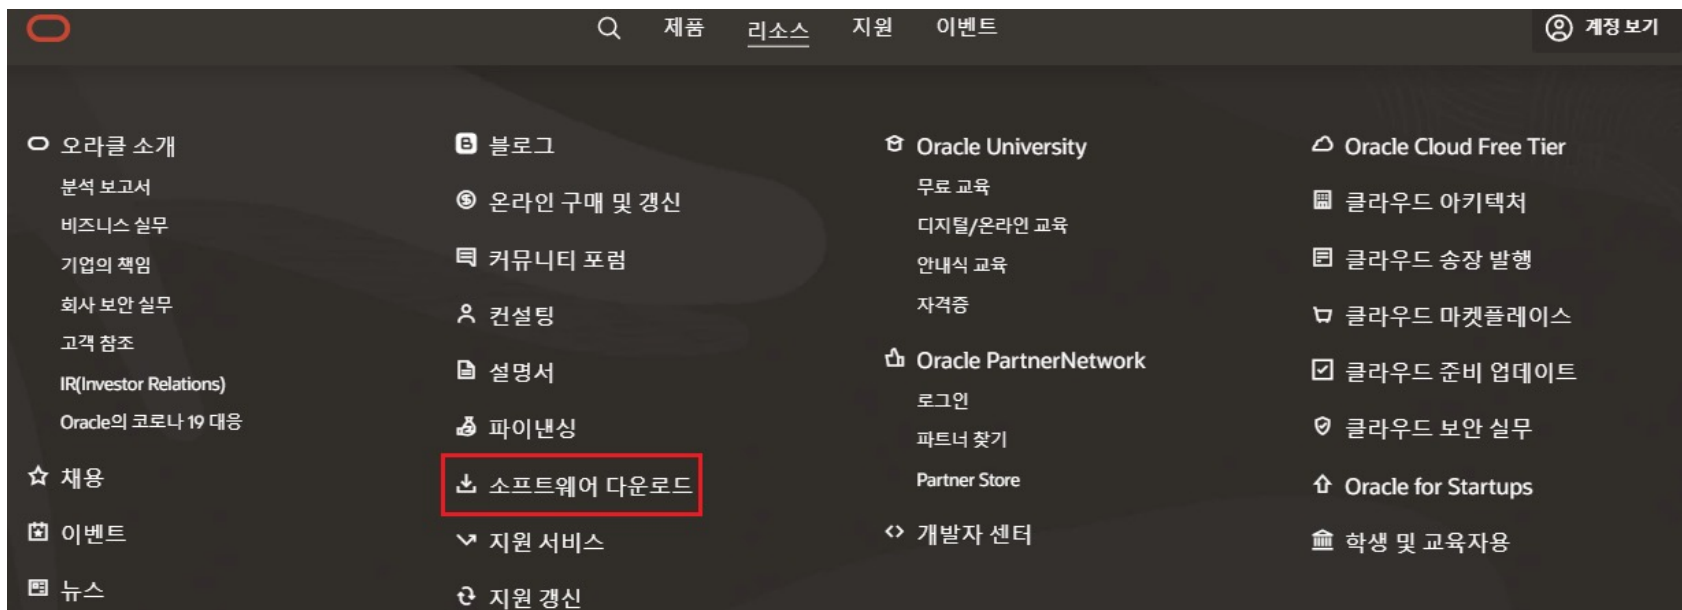 제품
리소스
지원
이벤트
계정 보기
오라클 소개
분석 보고서
비즈니스 실무
기업의 책임
회사 보안 실무
고객 참조
IR(Investor Relations)
Oracle의 코로나 19 대응
채용
이벤트
뉴스
블로그
온라인 구매 및 갱신
커뮤니티 포럼
컨설팅
설명서
파이낸싱
소프트웨어 다운로드
지원 서비스
지원 갱신
Oracle University
무료 교육
디지털/온라인 교육
안내식 교육
자격증
Oracle PartnerNetwork
로그인
파트너 찾기
Partner Store
개발자 센터
Oracle Cloud Free Tier
클라우드 아키텍처
클라우드 송장 발행
클라우드 마켓플레이스
클라우드 준비 업데이트
클라우드 보안 실무
Oracle for Startups
학생 및 교육자용